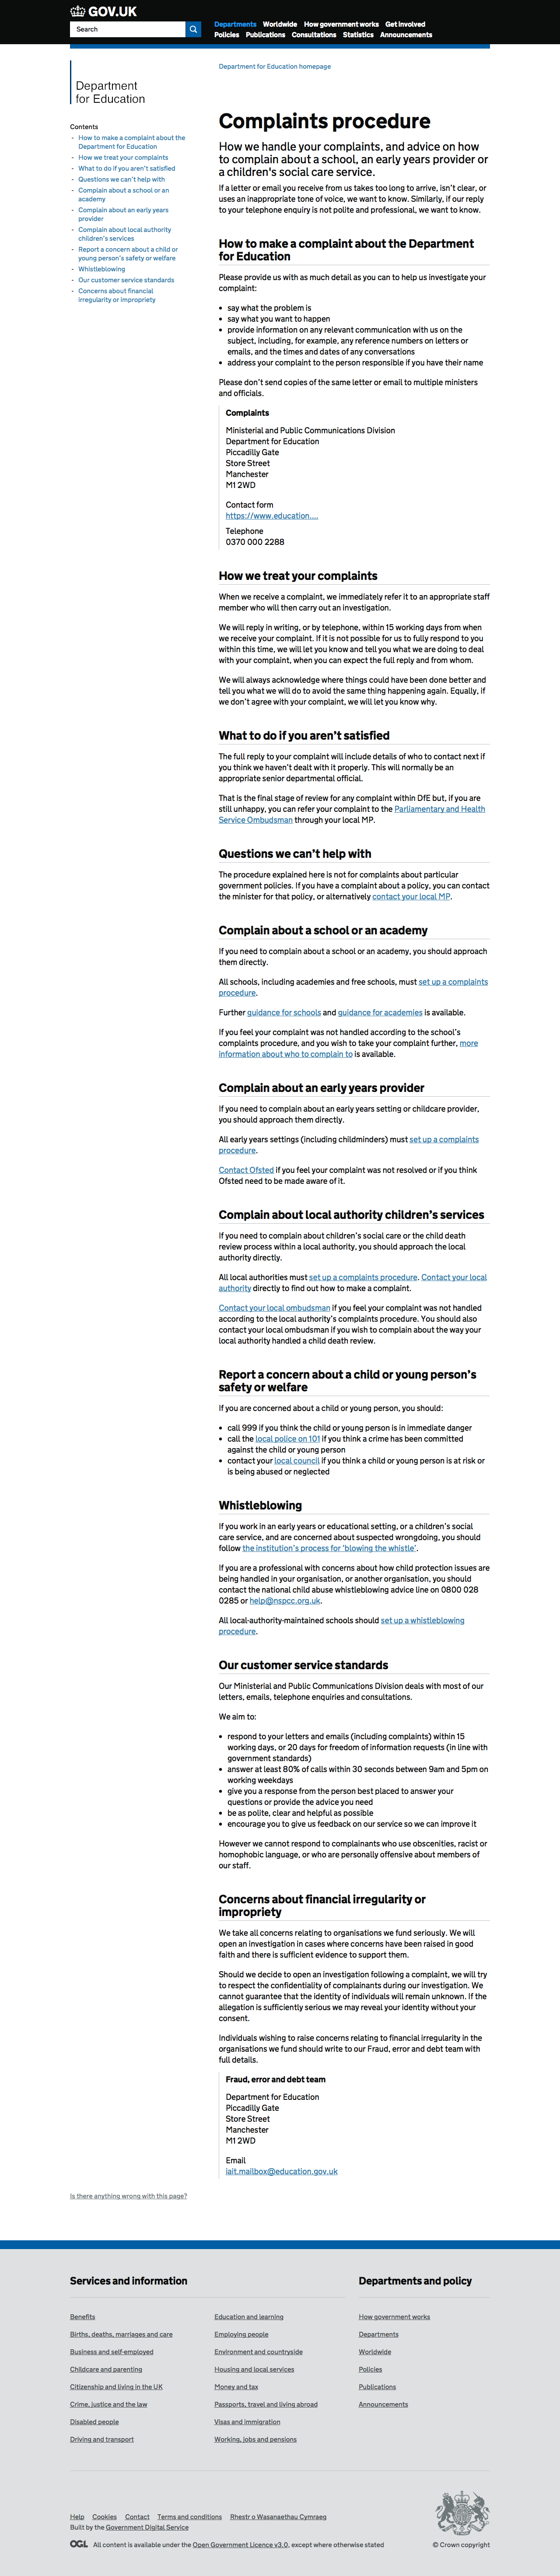 GOV.UK
Search
Departments Worldwide How government works Get involved
Policies Publications Consultations Statistics Announcements
Department
for Education
Department for Education homepage
Contents
- How to make a complaint about the
Department for Education
- How we treat your complaints
- What to do if you aren't satisfied
- Questions we can't help with
- Complain about a school or an
academy
- Complain about an early years
provider
- Complain about local authority
children's services
- Report a concern about a child or
young person's safety or welfare
- Whistleblowing
- Our customer service standards
- Concerns about financial
irregularity or impropriety
Complaints procedure
How we handle your complaints, and advice on how
to complain about a school, an early years provider or
a children's social care service.
If a letter or email you receive from us takes too long to arrive, isn't clear, or
uses an inappropriate tone of voice, we want to know. Similarly, if our reply
to your telephone enquiry is not polite and professional, we want to know.
How to make a complaint about the Department
for Education
Please provide us with as much detail as you can to help us investigate your
complaint:
• say what the problem is
• say what you want to happen
• provide information on any relevant communication with us on the
subject, including, for example, any reference numbers on letters or
emails, and the times and dates of any conversations
• address your complaint to the person responsible if you have their name
Please don't send copies of the same letter or email to multiple ministers
and officials.
Complaints
Ministerial and Public Communications Division
Department for Education
Piccadilly Gate
Store Street
Manchester
M1 2WD
Contact form
https://www.education....
Telephone
0370 000 2288
How we treat your complaints
When we receive a complaint, we immediately refer it to an appropriate staff
member who will then carry out an investigation.
We will reply in writing, or by telephone, within 15 working days from when
we receive your complaint. If it is not possible for us to fully respond to you
within this time, we will let you know and tell you what we are doing to deal
with your complaint, when you can expect the full reply and from whom.
We will always acknowledge where things could have been done better and
tell you what we will do to avoid the same thing happening again. Equally, if
we don't agree with your complaint, we will let you know why.
What to do if you aren't satisfied
The full reply to your complaint will include details of who to contact next if
you think we haven't dealt with it properly. This will normally be an
appropriate senior departmental official.
That is the final stage of review for any complaint within DfE but, if you are
still unhappy, you can refer your complaint to the Parliamentary and Health
Service Ombudsman through your local MP.
Questions we can't help with
The procedure explained here is not for complaints about particular
government policies. If you have a complaint about a policy, you can contact
the minister for that policy, or alternatively contact your local MP.
Complain about a school or an academy
If you need to complain about a school or an academy, you should approach
them directly.
All schools, including academies and free schools, must set up a complaints
procedure.
Further guidance for schools and guidance for academies is available.
If you feel your complaint was not handled according to the school's
complaints procedure, and you wish to take your complaint further, more
information about who to complain to is available.
Complain about an early years provider
If you need to complain about an early years setting or childcare provider,
you should approach them directly.
All early years settings (including childminders) must set up a complaints
procedure.
Contact Ofsted if you feel your complaint was not resolved or if you think
Ofsted need to be made aware of it.
Complain about local authority children's services
If you need to complain about children's social care or the child death
review process within a local authority, you should approach the local
authority directly.
All local authorities must set up a complaints procedure. Contact your local
authority directly to find out how to make a complaint.
Contact your local ombudsman if you feel your complaint was not handled
according to the local authority's complaints procedure. You should also
contact your local ombudsman if you wish to complain about the way your
local authority handled a child death review.
Report a concern about a child or young person's
safety or welfare
If you are concerned about a child or young person, you should:
• call 999 if you think the child or young person is in immediate danger
• call the local police on 101 if you think a crime has been committed
against the child or young person
• contact your local council if you think a child or young person is at risk or
is being abused or neglected
Whistleblowing
If you work in an early years or educational setting, or a children's social
care service, and are concerned about suspected wrongdoing, you should
follow the institution's process for 'blowing the whistle'.
If you are a professional with concerns about how child protection issues are
being handled in your organisation, or another organisation, you should
contact the national child abuse whistleblowing advice line on 0800 028
0285 or help@nspcc.org.uk.
All local-authority-maintained schools should set up a whistleblowing
procedure.
Our customer service standards
Our Ministerial and Public Communications Division deals with most of our
letters, emails, telephone enquiries and consultations.
We aim to:
• respond to your letters and emails (including complaints) within 15
working days, or 20 days for freedom of information requests (in line with
government standards)
• answer at least 80% of calls within 30 seconds between 9am and 5pm on
working weekdays
• give you a response from the person best placed to answer your
questions or provide the advice you need
• be as polite, clear and helpful as possible
• encourage you to give us feedback on our service so we can improve it
However we cannot respond to complainants who use obscenities, racist or
homophobic language, or who are personally offensive about members of
our staff.
Concerns about financial irregularity or
impropriety
We take all concerns relating to organisations we fund seriously. We will
open an investigation in cases where concerns have been raised in good
faith and there is sufficient evidence to support them.
Should we decide to open an investigation following a complaint, we will try
to respect the confidentiality of complainants during our investigation. We
cannot guarantee that the identity of individuals will remain unknown. If the
allegation is sufficiently serious we may reveal your identity without your
consent.
Individuals wishing to raise concerns relating to financial irregularity in the
organisations we fund should write to our Fraud, error and debt team with
full details.
Fraud, error and debt team
Department for Education
Piccadilly Gate
Store Street
Manchester
M1 2WD
Email
iait.mailbox@education.gov.uk
Is there anything wrong with this page?
Services and information
Benefits
Births, deaths, marriages and care
Business and self-employed
Childcare and parenting
Citizenship and living in the UK
Crime, justice and the law
Disabled people
Driving and transport
Education and learning
Employing people
Environment and countryside
Housing and local services
Money and tax
Passports, travel and living abroad
Visas and immigration
Working, jobs and pensions
Departments and policy
How government works
Departments
Worldwide
Policies
Publications
Announcements
Help Cookies Contact Terms and conditions Rhestr o Wasanaethau Cymraeg
Built by the Government Digital Service
OGL All content is available under the Open Government Licence v3.0, except where otherwise stated
© Crown copyright